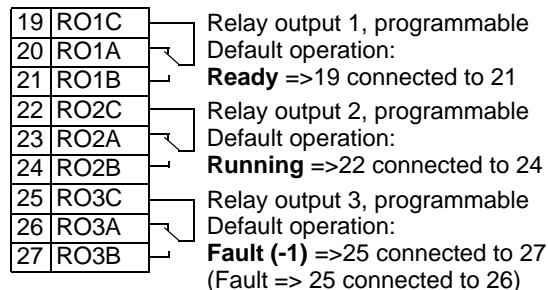 19 RO1C Relay output 1, programmable
20 RO1A Default operation:
21 RO1B Ready =>19 connected to 21
22 RO2C Relay output 2, programmable
23 RO2A Default operation:
24 RO2B Running =>22 connected to 24
25 RO3C Relay output 3, programmable
26 RO3A Default operation:
27 RO3B Fault (-1) =>25 connected to 27
(Fault => 25 connected to 26)